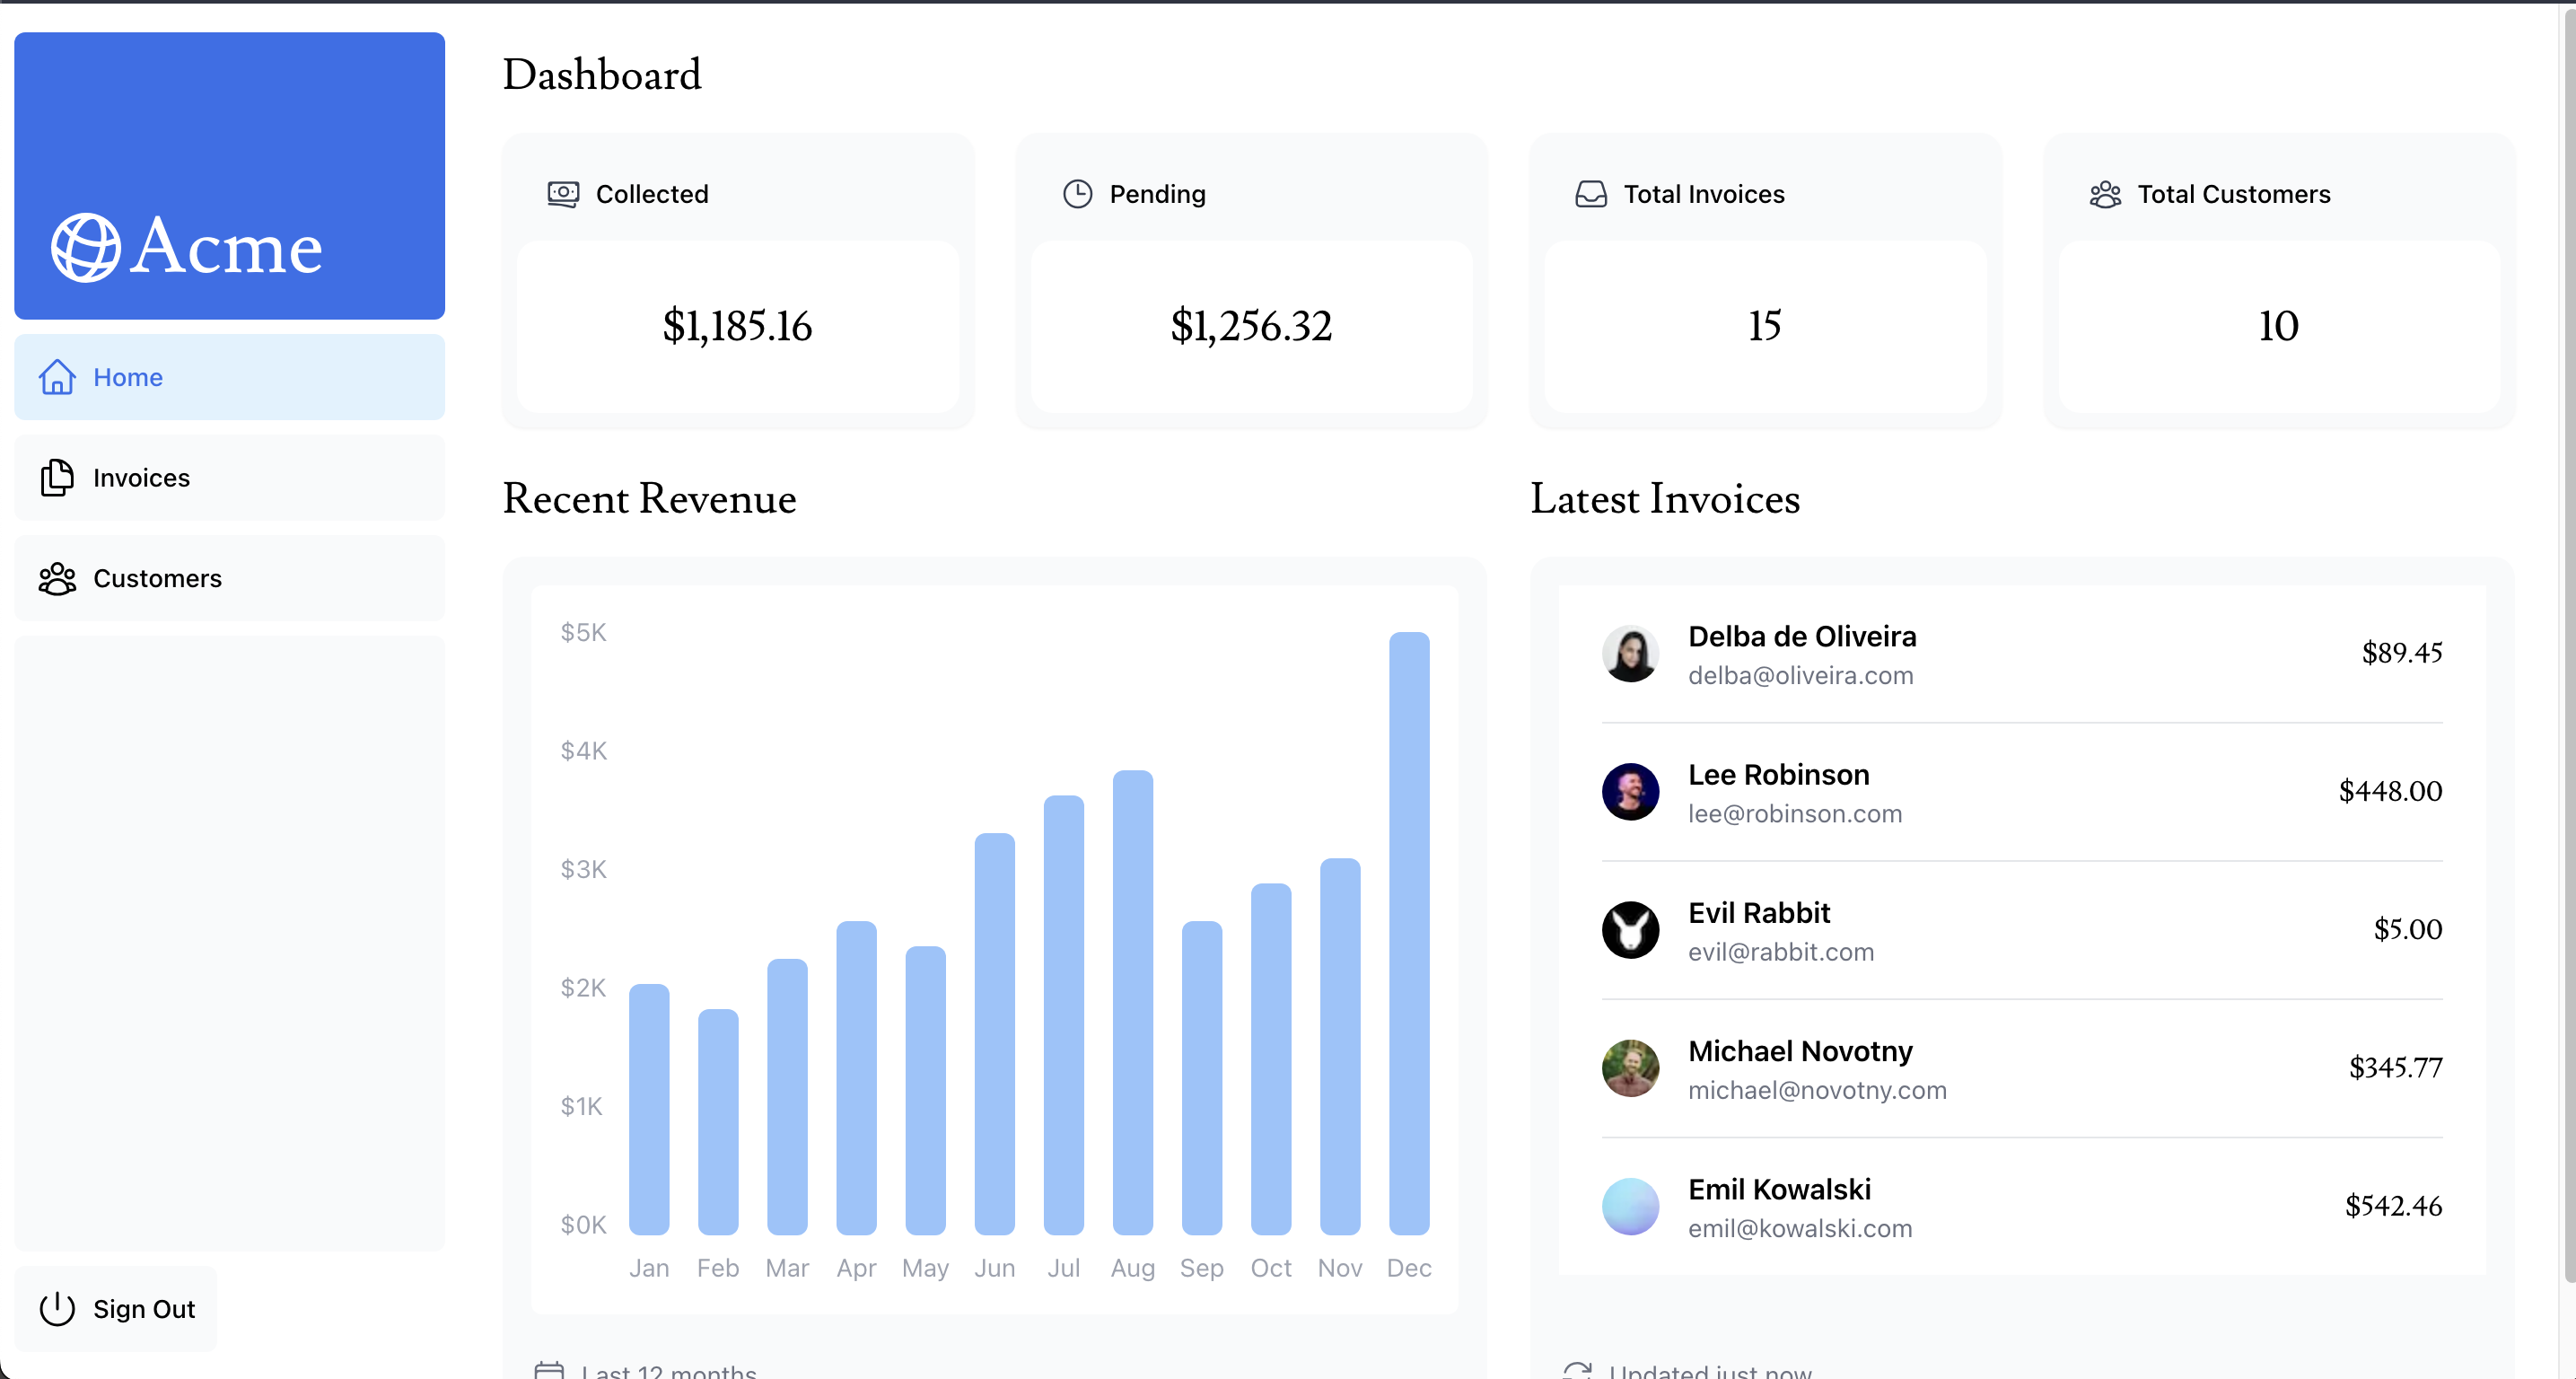 Acme
Home
Invoices
Customers
Sign Out
Dashboard
Collected
$1,185.16
Pending
$1,256.32
Total Invoices
15
Total Customers
10
Recent Revenue
$5K
$4K
$3K
$2K
$1K
$0K
Jan Feb Mar Apr May Jun Jul Aug Sep Oct Nov Dec
Last 12 months
Latest Invoices
Delba de Oliveira
delba@oliveira.com
$89.45
Lee Robinson
lee@robinson.com
$448.00
Evil Rabbit
evil@rabbit.com
$5.00
Michael Novotny
michael@novotny.com
$345.77
Emil Kowalski
emil@kowalski.com
$542.46
Updated just now